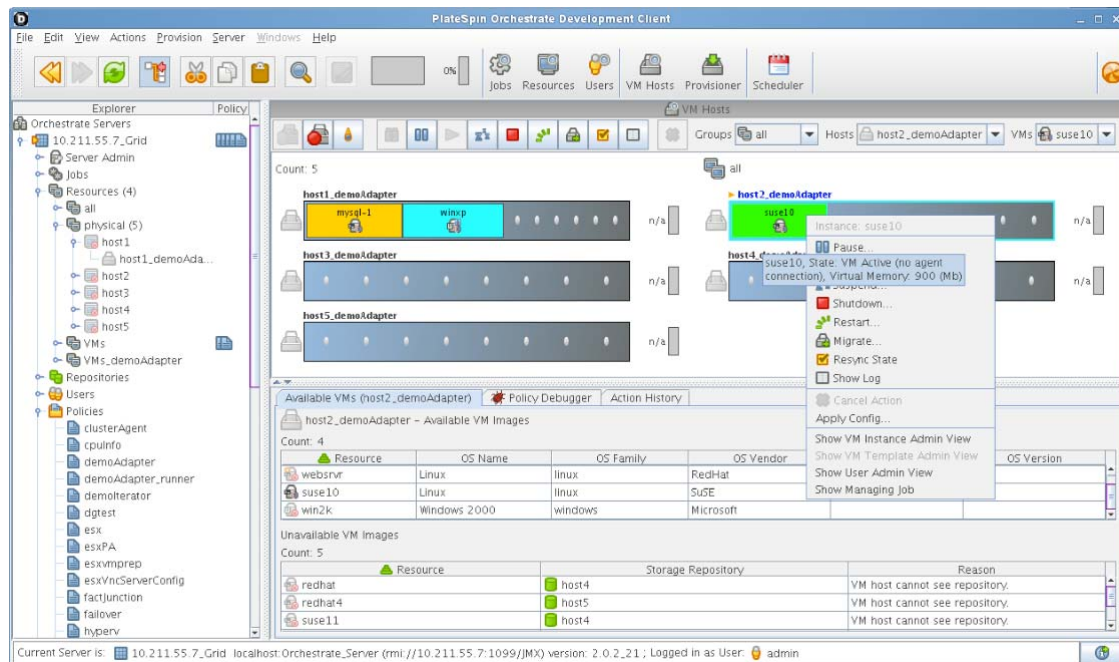 PlateSpin Orchestrate Development Client
File Edit View Actions Provision Server Windows Help
0% Jobs Resources Users VM Hosts Provisioner Scheduler
Explorer Policy
Orchestrate Servers
10.211.55.7_Grid
Server Admin
Jobs
Resources (4)
all
physical (5)
host1
host1_demoAda...
host2
host3
host4
host5
VMs
VMs_demoAdapter
Repositories
Users
Policies
clusterAgent
cpuInfo
demoAdapter
demoAdapter_runner
demoIterator
dgtest
esx
esxPA
esxvmprep
esxVncServerConfig
factJunction
failover
hyperv
VM Hosts
Groups all Hosts host2_demoAdapter VMs suse10
Count: 5 all
host1_demoAdapter host2_demoAdapter
mysql-1 winxp n/a suse10 n/a
host3_demoAdapter
n/a n/a
host5_demoAdapter
n/a
Instance: suse10
Pause...
suse10, State: VM Active (no agent
connection), Virtual Memory: 900 (Mb)
Suspend...
Shutdown...
Restart...
Migrate...
Resync State
Show Log
Cancel Action
Apply Config...
Show VM Instance Admin View
Show VM Template Admin View
Show User Admin View
Show Managing Job
Available VMs (host2_demoAdapter) Policy Debugger Action History
host2_demoAdapter - Available VM Images
Count: 4
Resource OS Name OS Family OS Vendor OS Version
websrvr Linux linux RedHat
suse10 Linux linux SuSE
win2k Windows 2000 windows Microsoft
Unavailable VM Images
Count: 5
Resource Storage Repository Reason
redhat host4 VM host cannot see repository.
redhat4 host5 VM host cannot see repository.
suse11 host4 VM host cannot see repository.
Current Server is: 10.211.55.7_Grid localhost:Orchestrate_Server (rmi://10.211.55.7:1099/JMX) version: 2.0.2_21 ; Logged in as User: admin